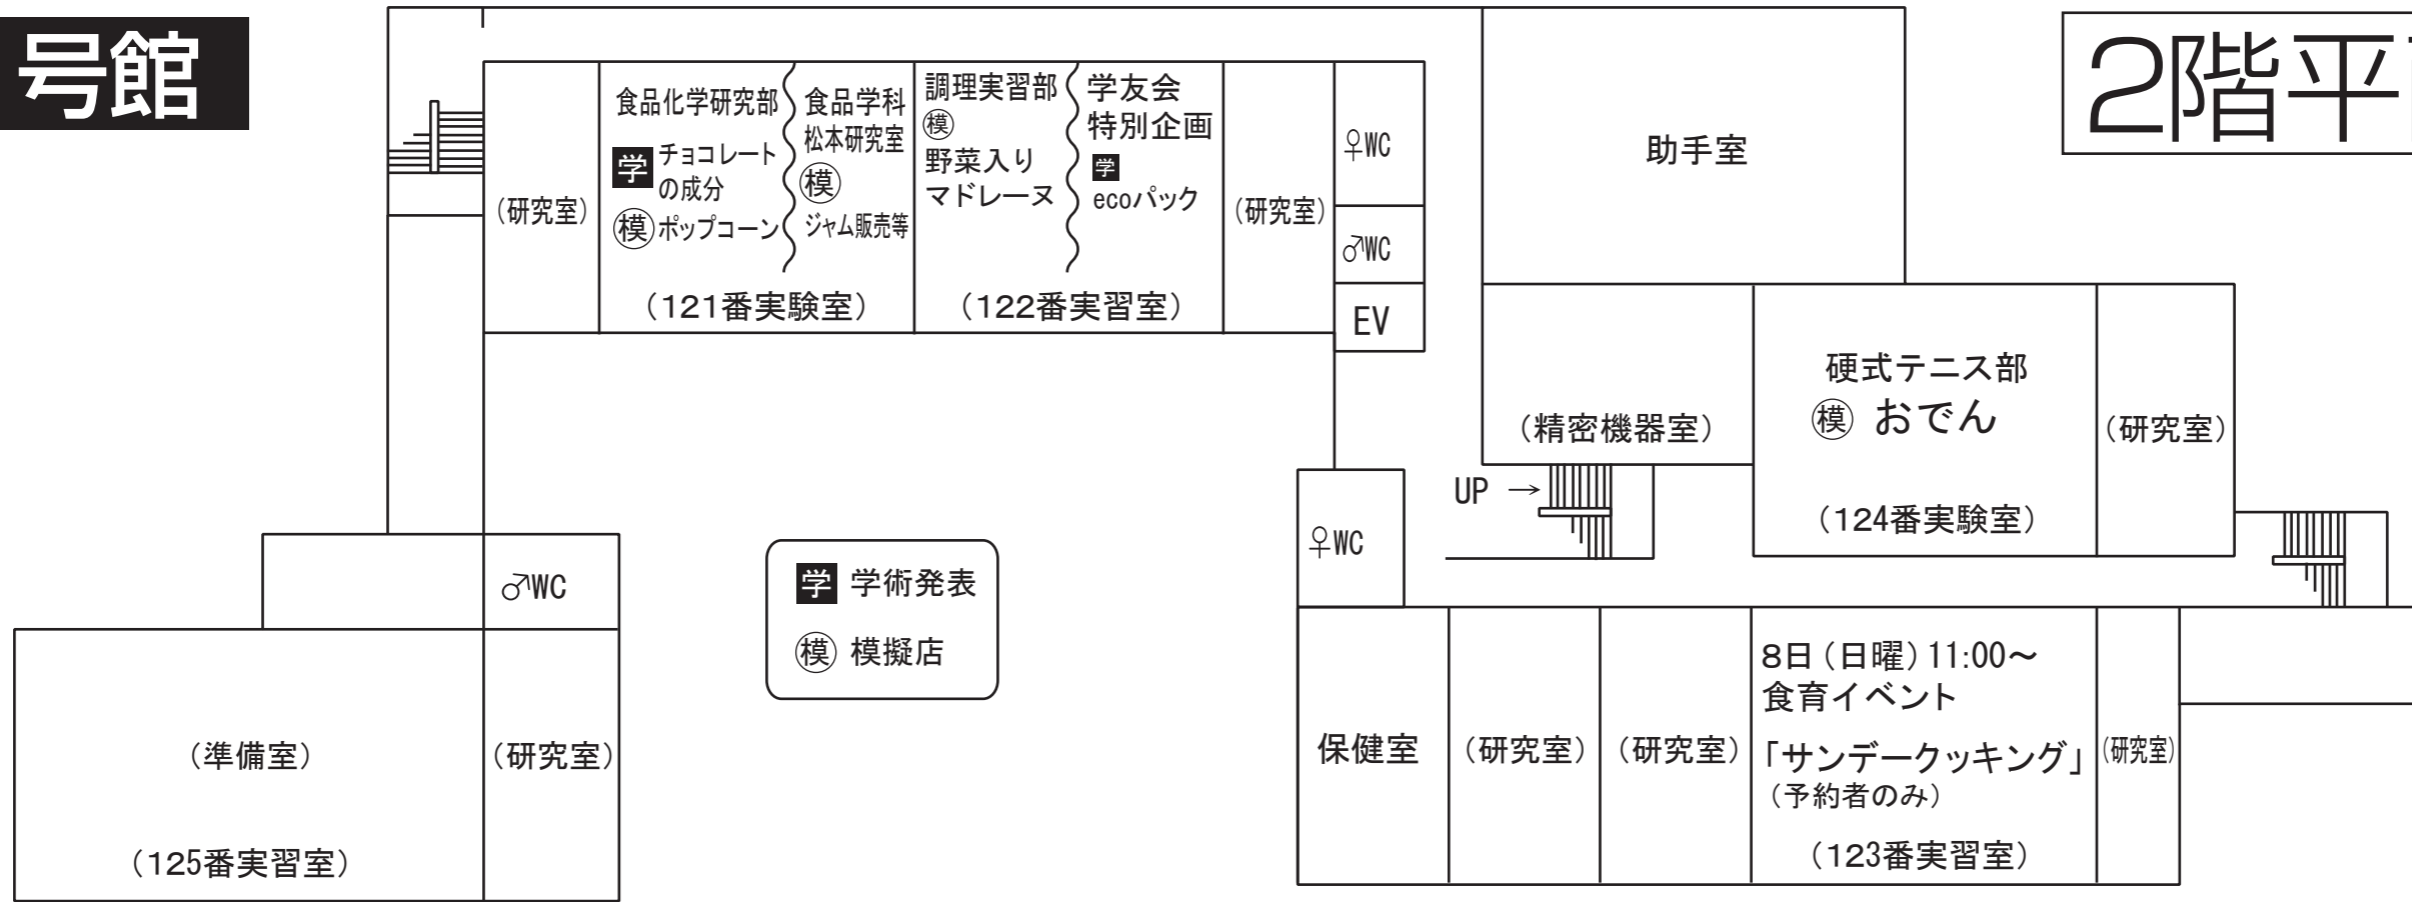 号館
2階平
(研究室)
食品化学研究部
学 チョコレート
の成分
模 ポップコーン
食品学科
松本研究室
模
ジャム販売等
(121番実験室)
調理実習部
模
野菜入り
マドレーヌ
学友会
特別企画
学
ecoパック
(122番実習室)
(研究室)
♀WC
♂WC
EV
助手室
(精密機器室)
硬式テニス部
模 おでん
(124番実験室)
(研究室)
UP →
♀WC
♂WC
学 学術発表
模 模擬店
(準備室)
(125番実習室)
(研究室)
保健室
(研究室)
(研究室)
8日(日曜)11:00～
食育イベント
「サンデークッキング」
(予約者のみ)
(123番実習室)
(研究室)